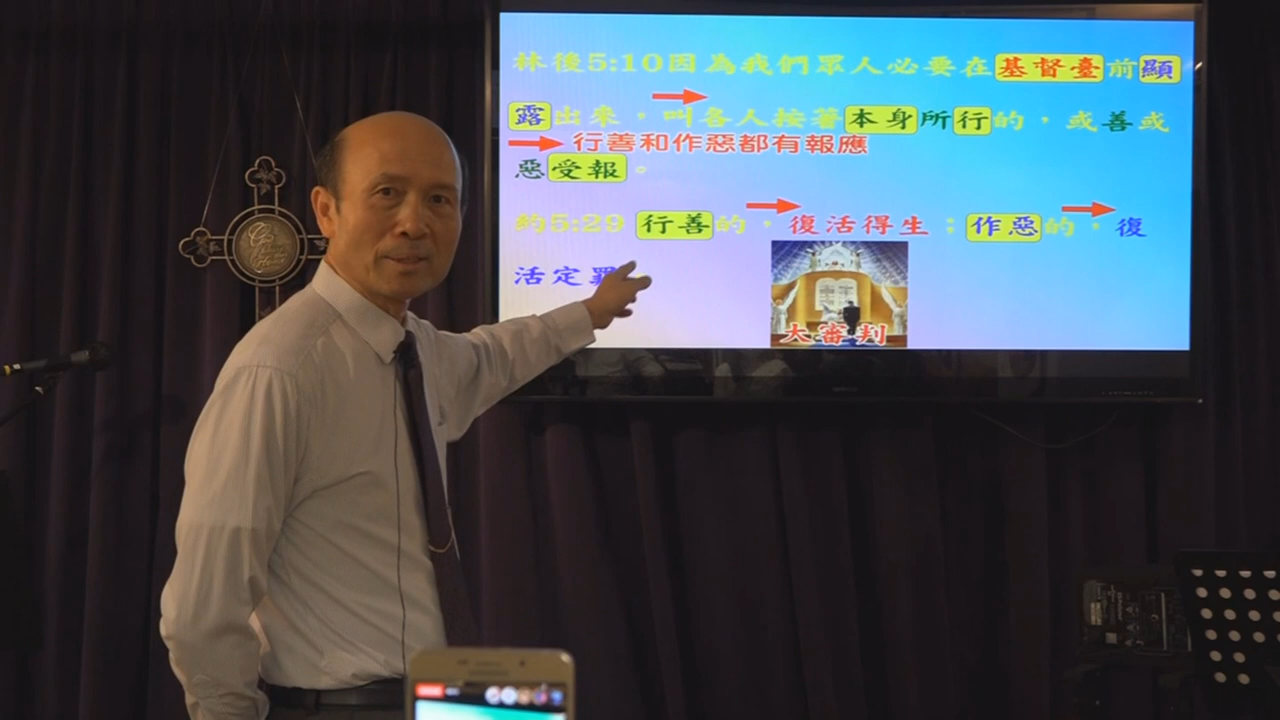 林後5:10因為我們眾人必要在基督臺前顯
露出來，叫各人按著本身所行的，或善或
行善和作惡都有報應
惡受報。
約5:29 行善的，復活得生；作惡的，復
活定罪
大審判